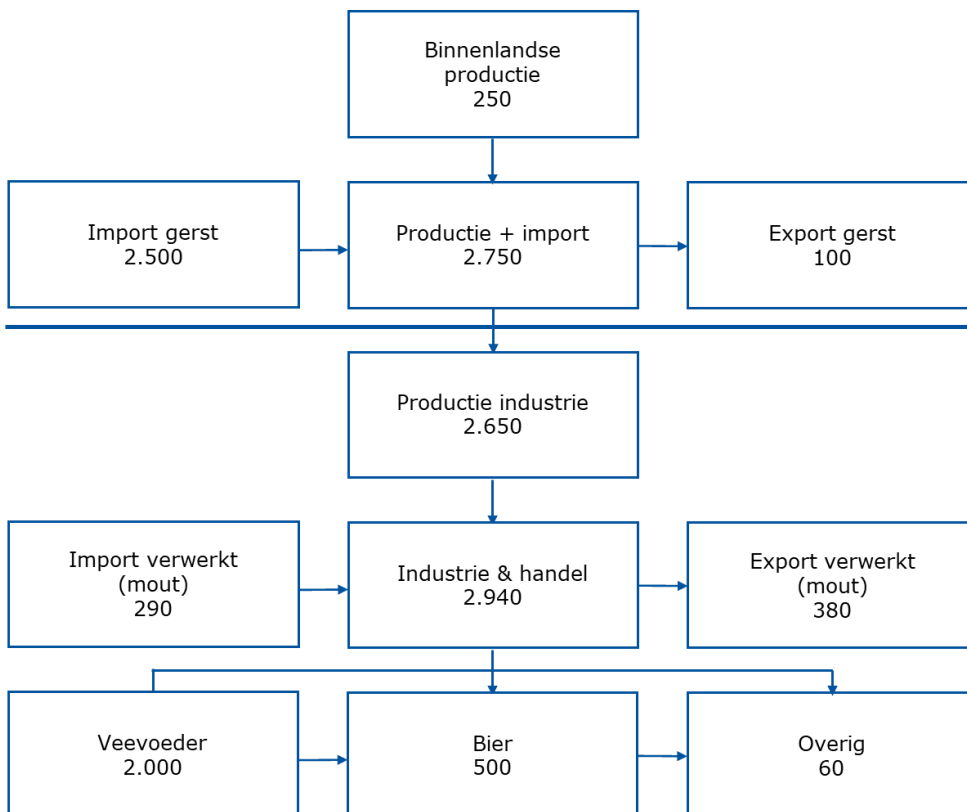 Binnenlandse
productie
250
Import gerst
2.500
Productie + import
2.750
Export gerst
100
Productie industrie
2.650
Import verwerkt
(mout)
290
Industrie & handel
2.940
Export verwerkt
(mout)
380
Veevoeder
2.000
Bier
500
Overig
60